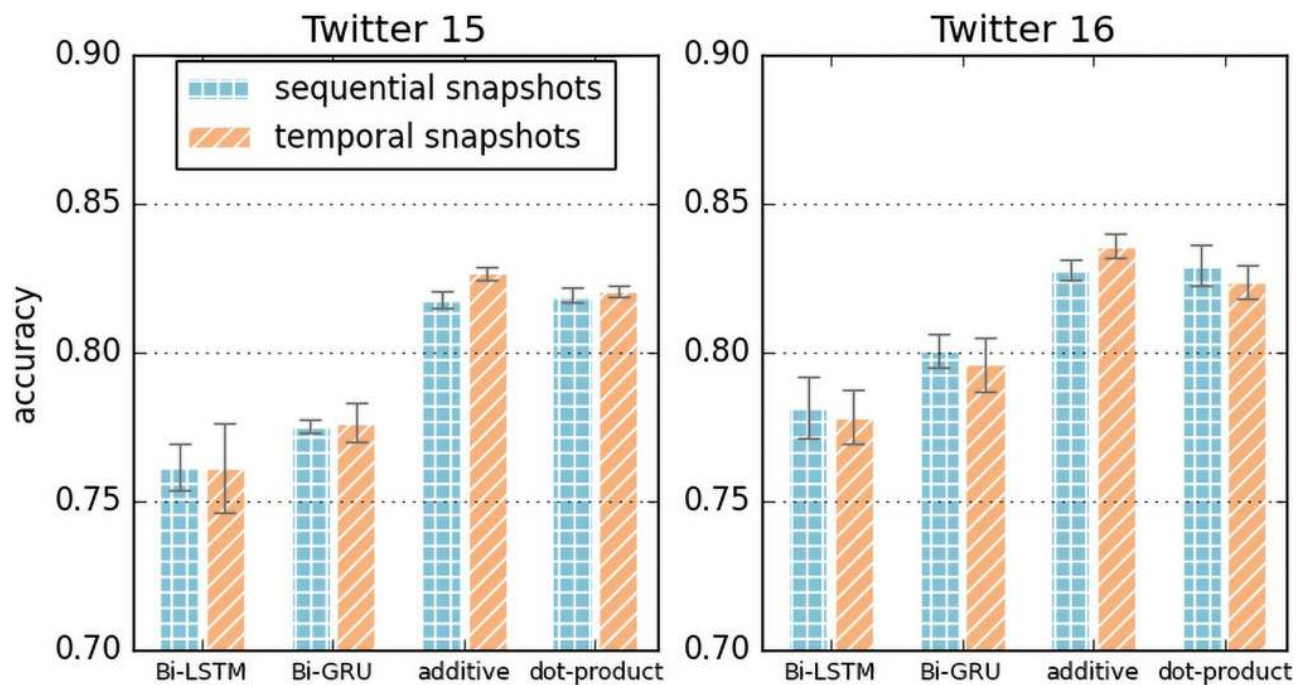 Twitter 15
Twitter 16
0.90
sequential snapshots
temporal snapshots
0.85
0.80
0.75
0.70
accuracy
Bi-LSTM Bi-GRU additive dot-product
0.90
0.85
0.80
0.75
0.70
Bi-LSTM Bi-GRU additive dot-product